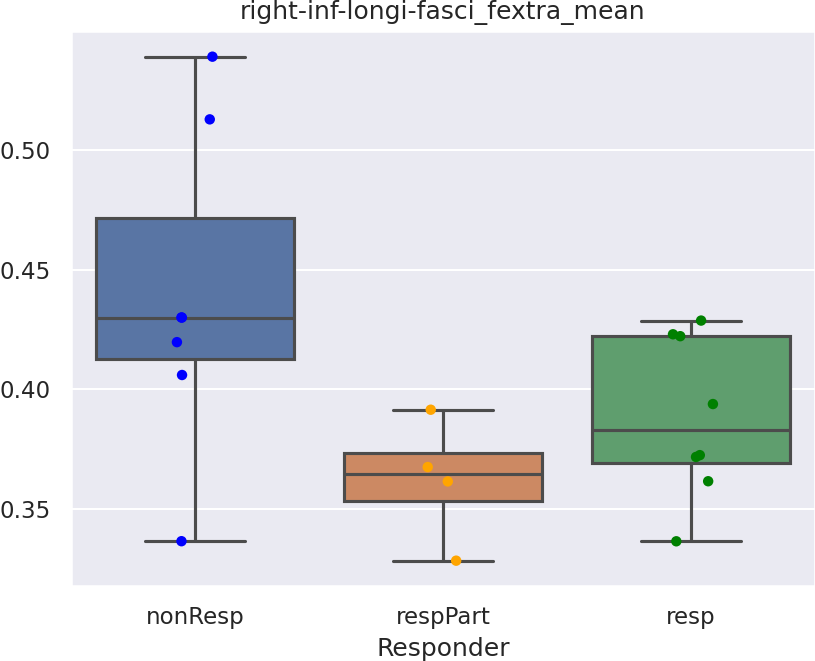 right-inf-longi-fasci_fextra_mean
0.50
0.45
0.40
0.35
nonResp respPart resp
Responder